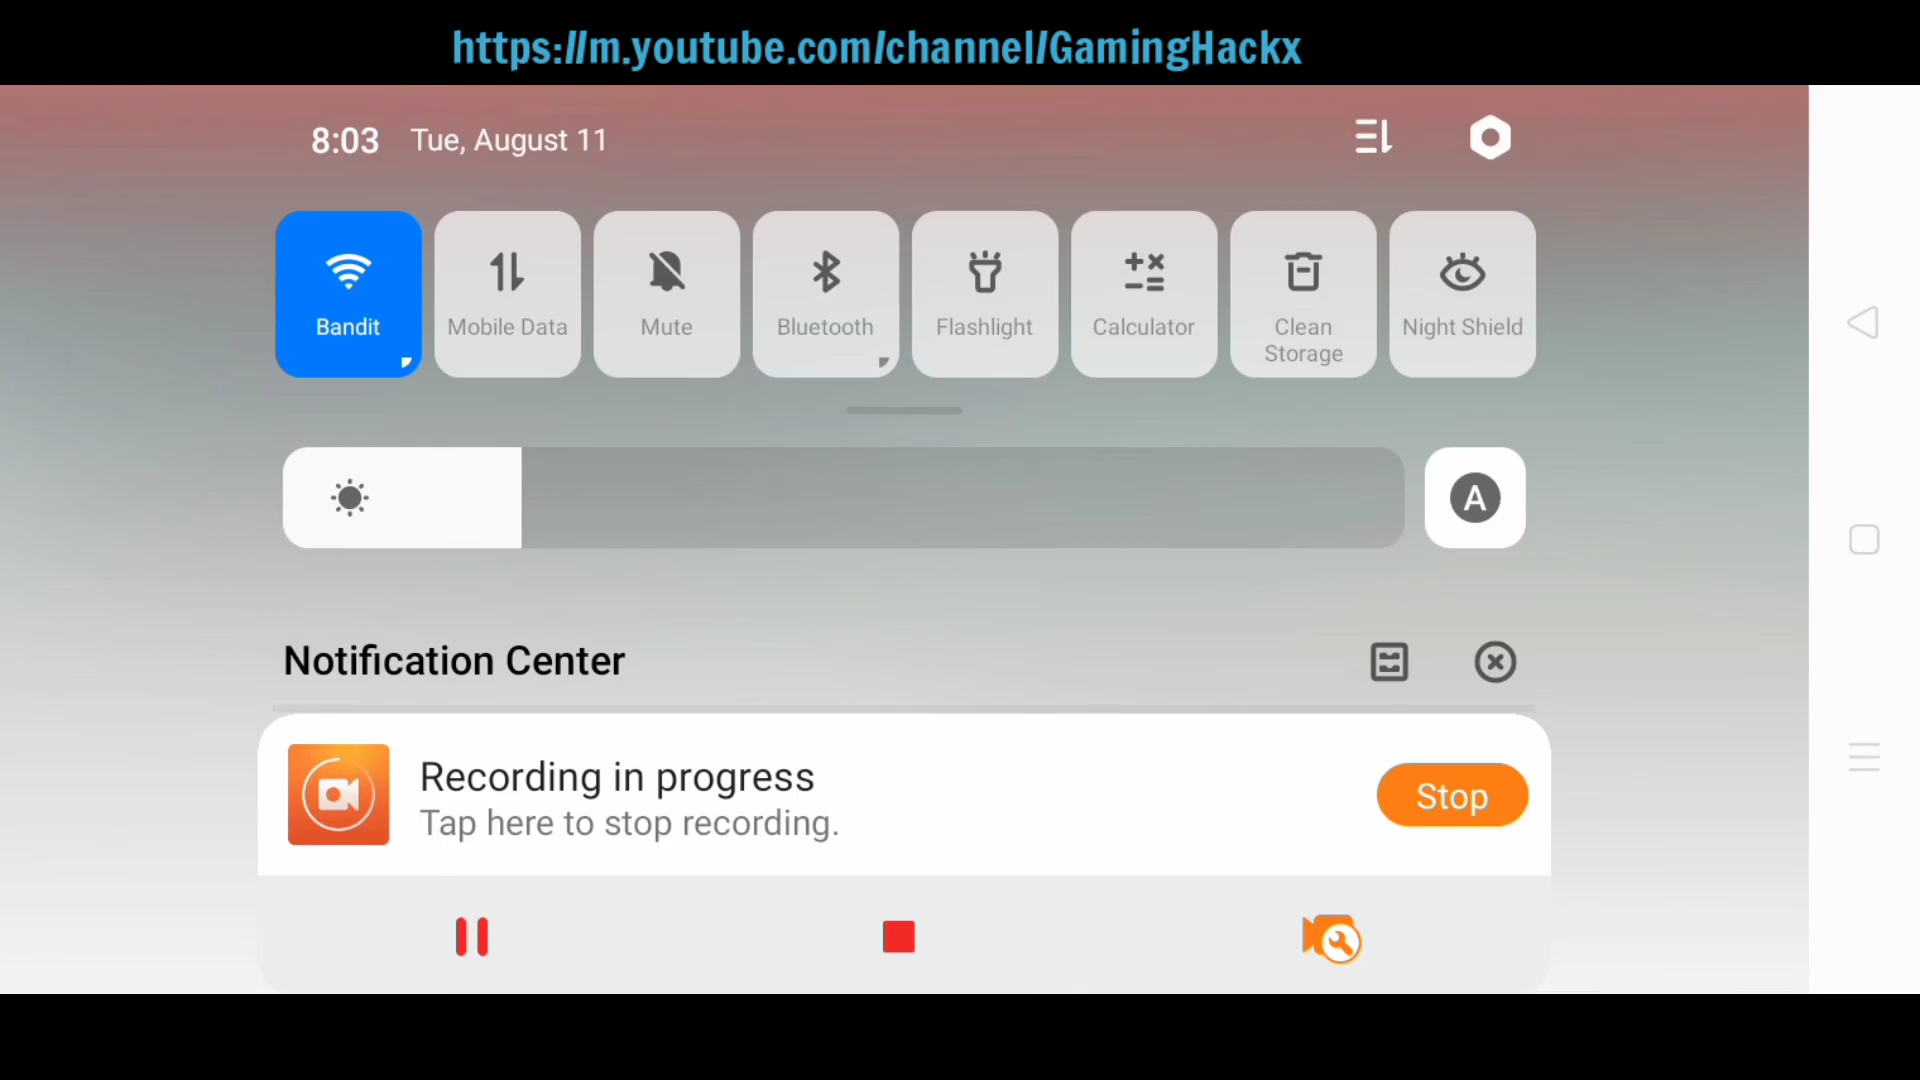 https://m.youtube.com/channel/GamingHackx
8:03 Tue, August 11
Bandit
Mobile Data
Mute
Bluetooth
Flashlight
Calculator
Clean
Storage
Night Shield
A
Notification Center
Recording in progress
Tap here to stop recording.
Stop